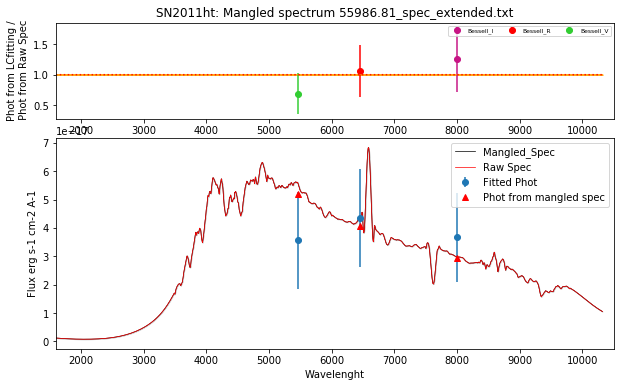 SN2011ht: Mangled spectrum 55986.81_spec_extended.txt
Phot from LCfitting /
Phot from Raw Spec
1.5
1.0
0.5
Bessell_I
Bessell_R
Bessell_V
2000 3000 4000 5000 6000 7000 8000 9000 10000
1e−17
Flux erg s-1 cm-2 A-1
7
6
5
4
3
2
1
0
Mangled_Spec
Raw Spec
Fitted Phot
Phot from mangled spec
2000 3000 4000 5000 6000 7000 8000 9000 10000
Wavelenght